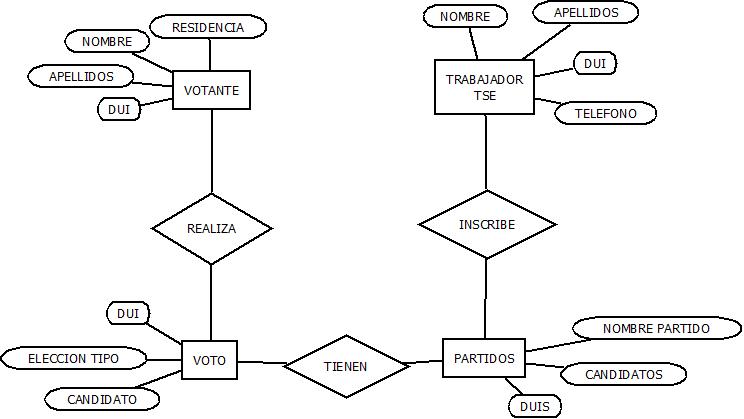 RESIDENCIA
NOMBRE
APELLIDOS
DUI
VOTANTE
NOMBRE
APELLIDOS
DUI
TELEFONO
TRABAJADOR
TSE
REALIZA
INSCRIBE
DUI
ELECCION TIPO
CANDIDATO
VOTO
TIENEN
PARTIDOS
NOMBRE PARTIDO
CANDIDATOS
DUIS